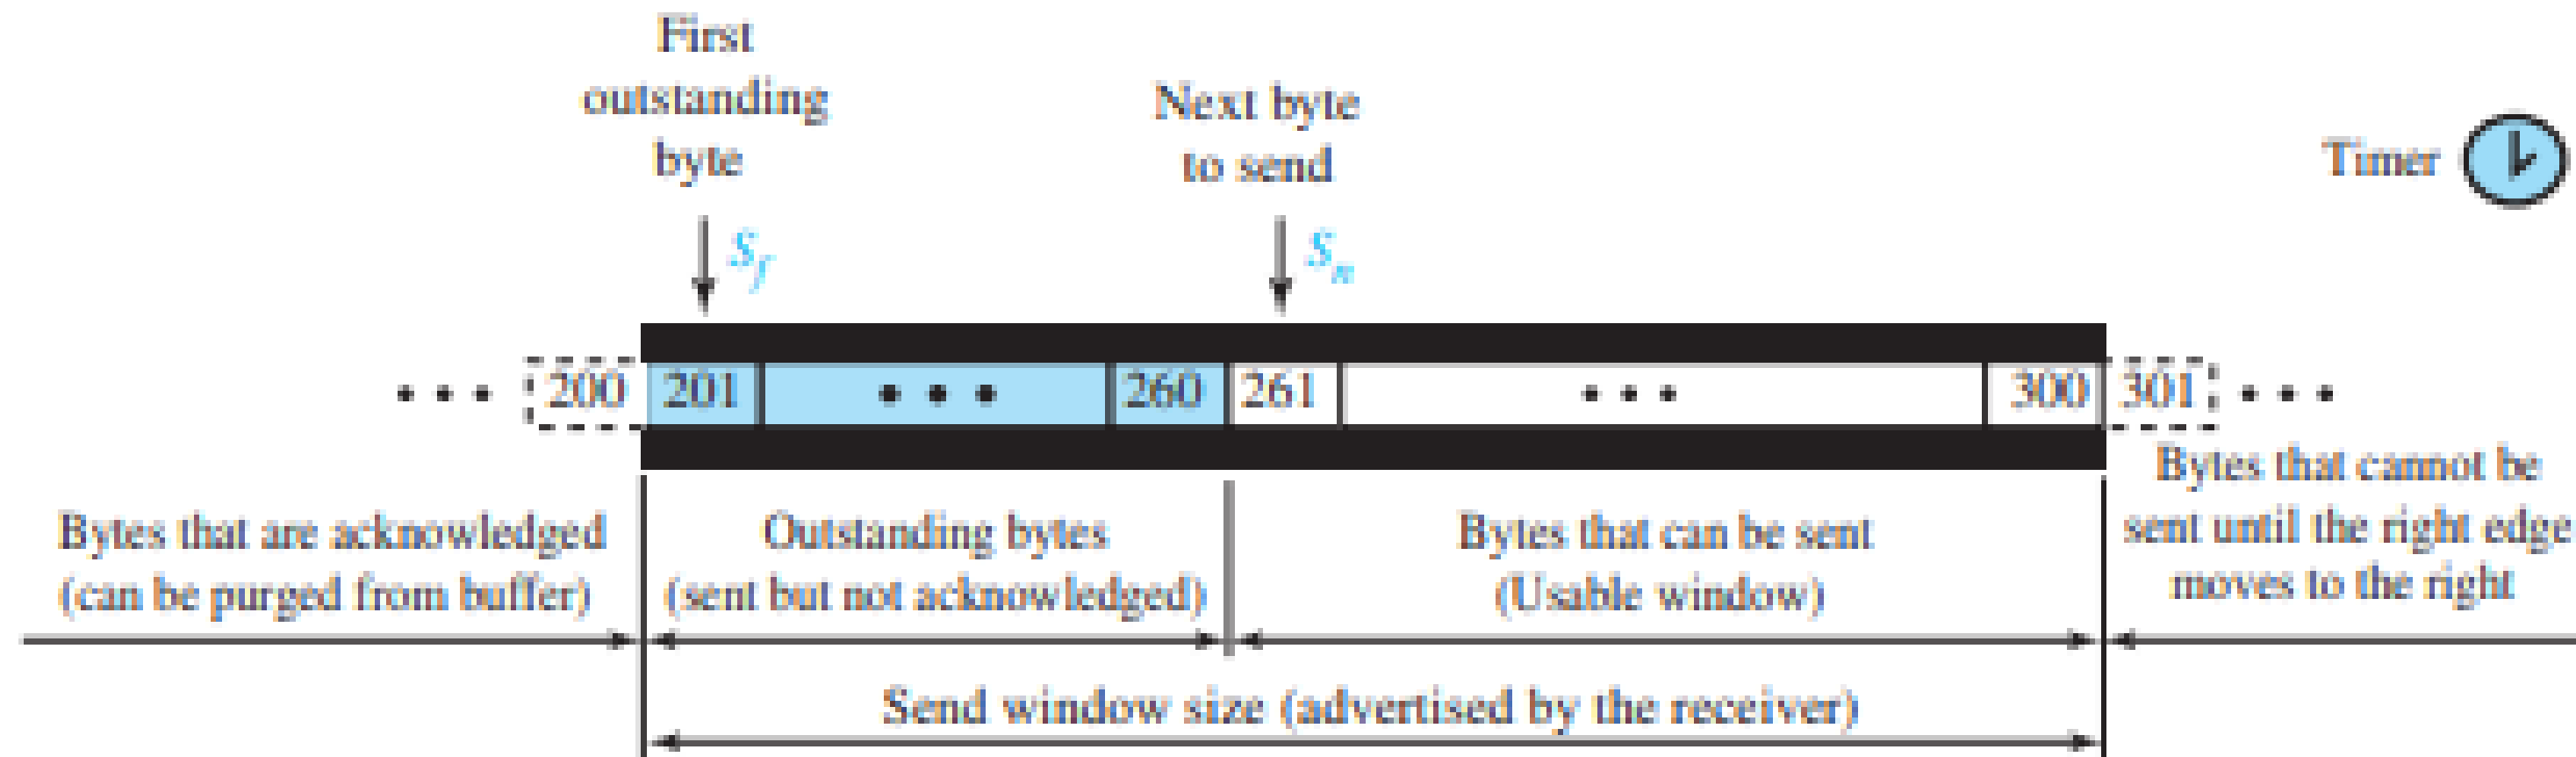 First
outstanding
byte
Next byte
to send
Timer
Sf
Sn
••• 200 201 ••• 260 261 ••• 300 301 •••
Bytes that are acknowledged
(can be purged from buffer)
Outstanding bytes
(sent but not acknowledged)
Bytes that can be sent
(Usable window)
Bytes that cannot be
sent until the right edge
moves to the right
Send window size (advertised by the receiver)